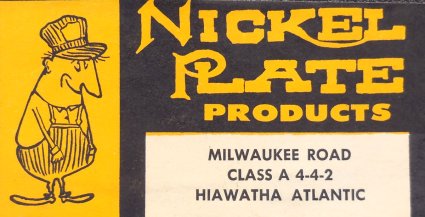 NICKEL
PLATE
PRODUCTS
MILWAUKEE ROAD
CLASS A 4-4-2
HIAWATHA ATLANTIC